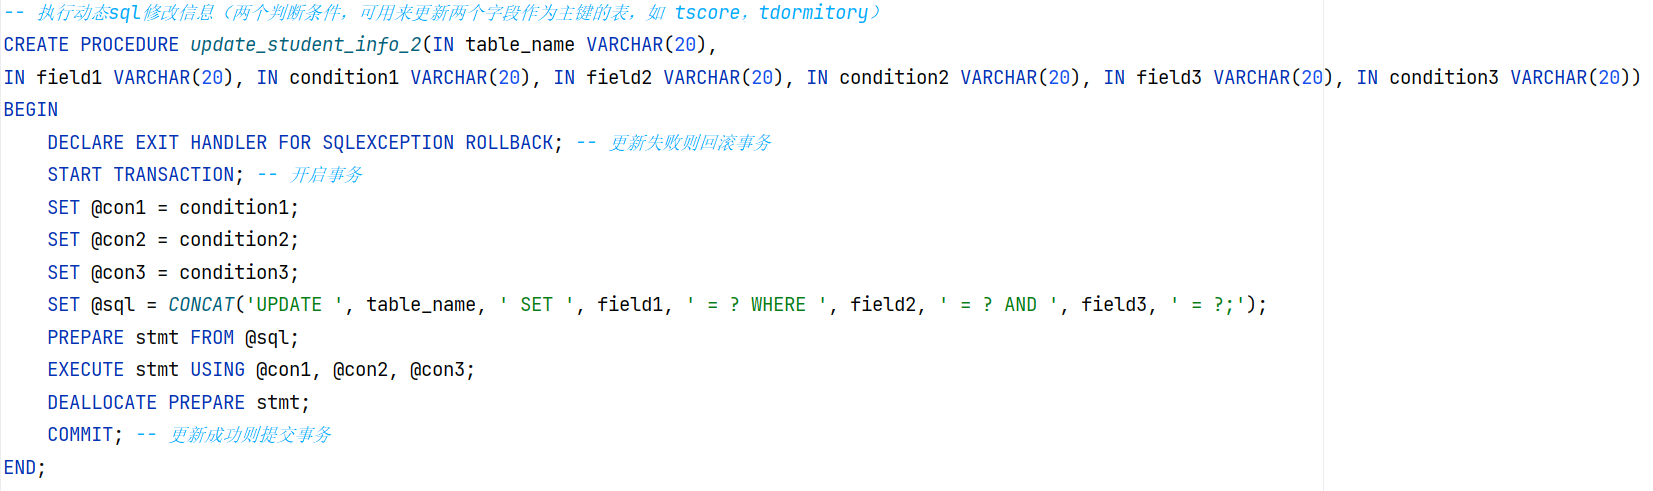 -- 执行动态sql修改信息（两个判断条件，可用来更新两个字段作为主键的表，如 tscore，tdormitory）
CREATE PROCEDURE update_student_info_2(IN table_name VARCHAR(20),
IN field1 VARCHAR(20), IN condition1 VARCHAR(20), IN field2 VARCHAR(20), IN condition2 VARCHAR(20), IN field3 VARCHAR(20), IN condition3 VARCHAR(20))
BEGIN
    DECLARE EXIT HANDLER FOR SQLEXCEPTION ROLLBACK; -- 更新失败则回滚事务
    START TRANSACTION; -- 开启事务
    SET @con1 = condition1;
    SET @con2 = condition2;
    SET @con3 = condition3;
    SET @sql = CONCAT('UPDATE ', table_name, ' SET ', field1, ' = ? WHERE ', field2, ' = ? AND ', field3, ' = ?;');
    PREPARE stmt FROM @sql;
    EXECUTE stmt USING @con1, @con2, @con3;
    DEALLOCATE PREPARE stmt;
    COMMIT; -- 更新成功则提交事务
END;